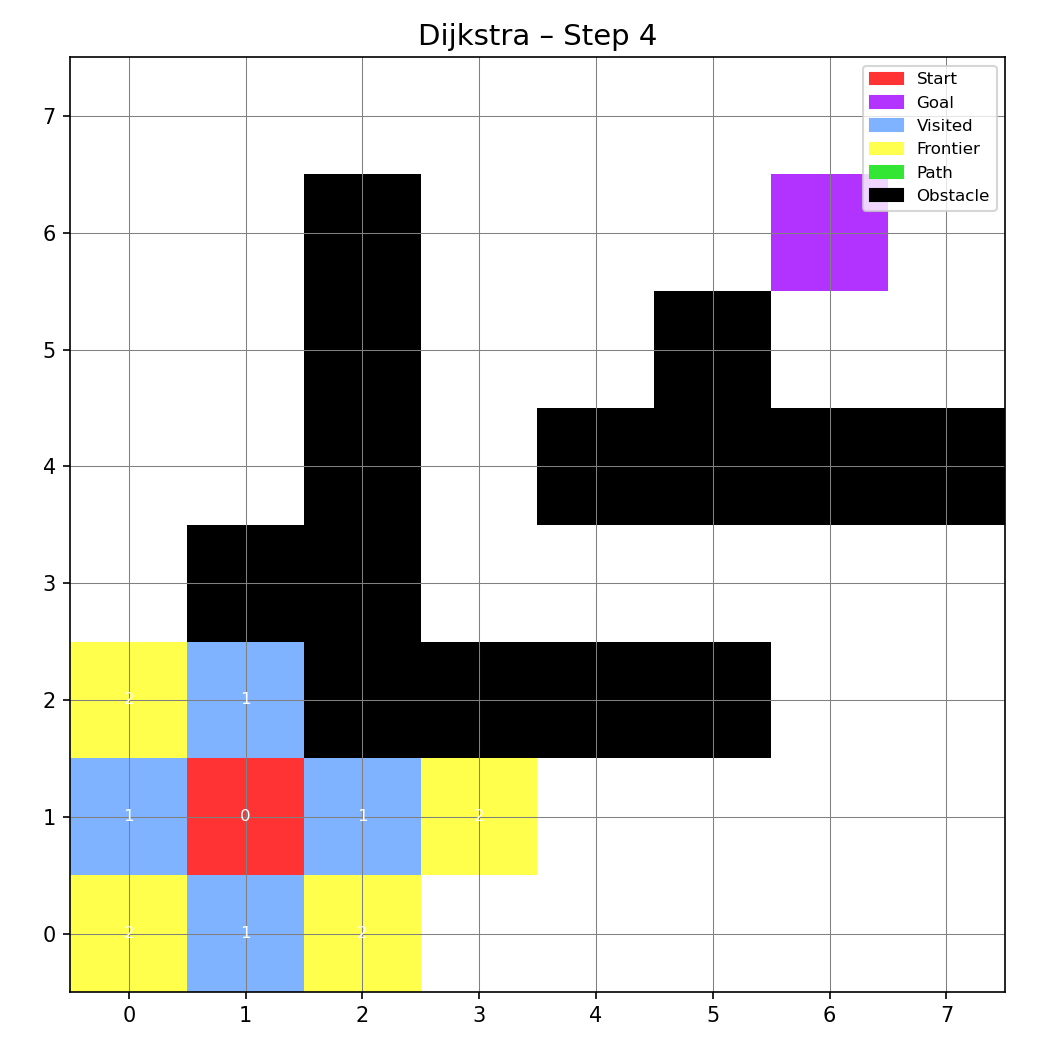 Dijkstra – Step 4
Start
Goal
Visited
Frontier
Path
Obstacle
7
6
5
4
3
2
1
0
2 1
1 0 1 2
2 1 2
0 1 2 3 4 5 6 7